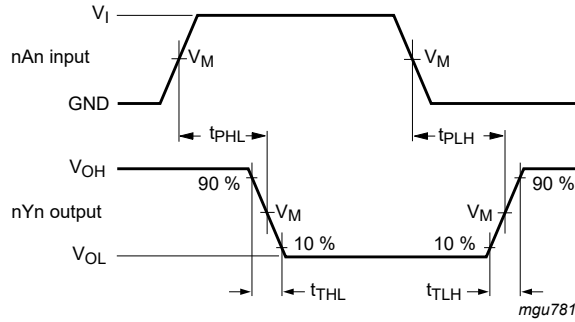 V_I
nAn input
V_M
V_M
GND
t_PHL
t_PLH
V_OH
90 %
90 %
nYn output
V_M
V_M
10 %
10 %
V_OL
t_THL
t_TLH
mgu781